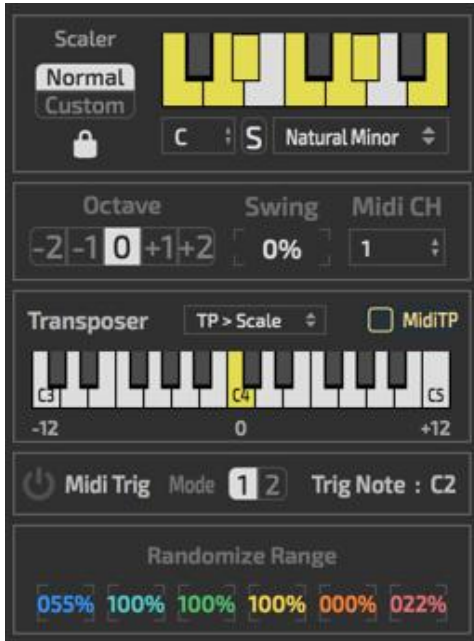 Scaler
Normal
Custom
C S Natural Minor
Octave Swing Midi CH
-2 -1 0 +1 +2 0% 1
Transposer TP > Scale MidiTP
C3 C4 C5
-12 0 +12
Midi Trig Mode 1 2 Trig Note : C2
Randomize Range
055% 100% 100% 100% 000% 022%